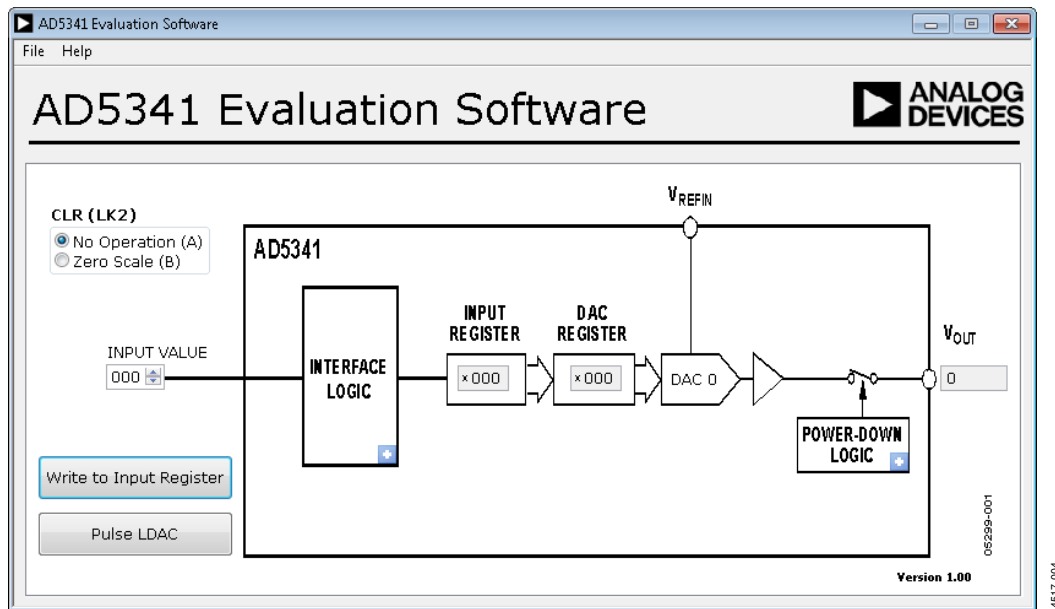 AD5341 Evaluation Software
File Help
AD5341 Evaluation Software
ANALOG
DEVICES
CLR (LK2)
No Operation (A)
Zero Scale (B)
VREFIN
AD5341
INPUT
REGISTER
DAC
REGISTER
VOUT
INPUT VALUE
000
INTERFACE
LOGIC
×000
×000
DAC 0
0
POWER-DOWN
LOGIC
Write to Input Register
Pulse LDAC
05299-001
Version 1.00